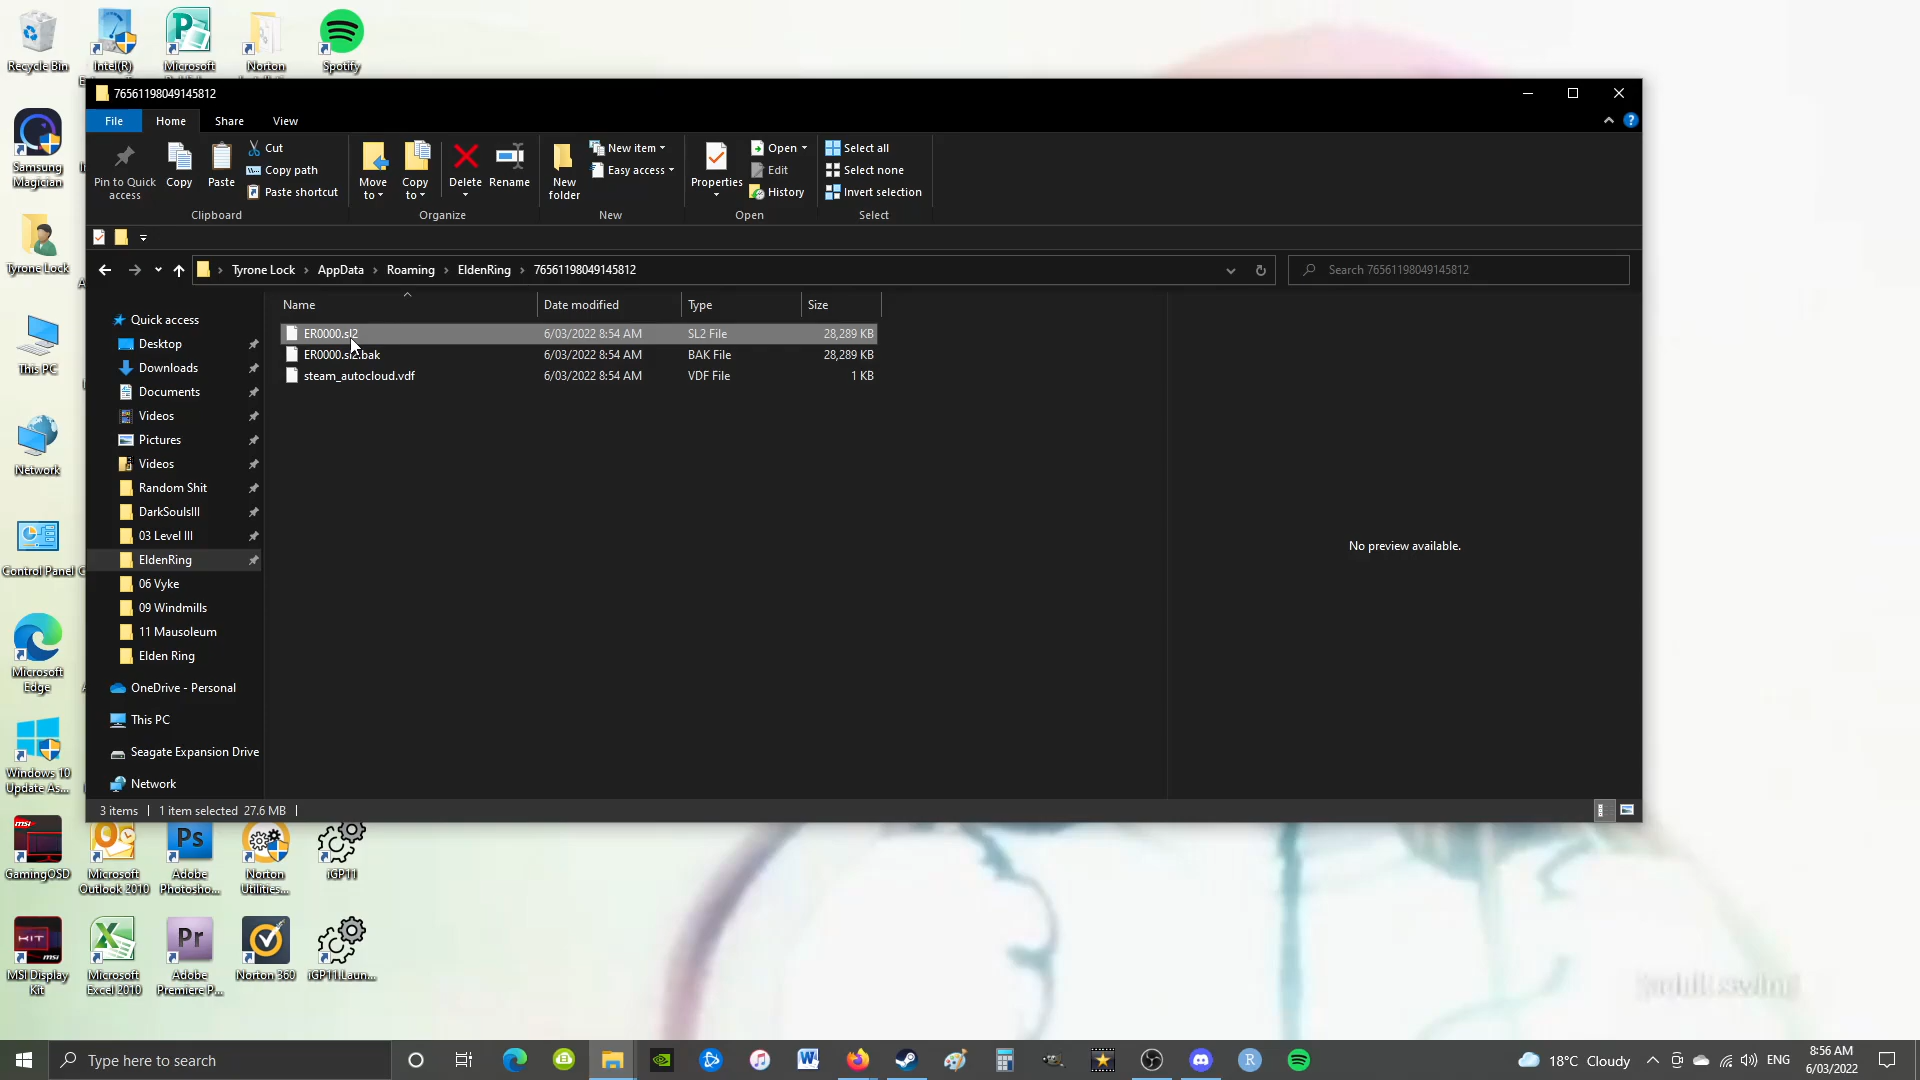 Recycle Bin
Intel(R)
Microsoft
Norton
Spotify
76561198049145812
File Home Share View
Pin to Quick access
Copy
Paste
Cut
Copy path
Paste shortcut
Clipboard
Move to
Copy to
Delete
Rename
Organize
New folder
New item
Easy access
New
Properties
Open
Edit
History
Open
Select all
Select none
Invert selection
Select
Tyrone Lock › AppData › Roaming › EldenRing › 76561198049145812
Search 76561198049145812
Name Date modified Type Size
ER0000.sl2 6/03/2022 8:54 AM SL2 File 28,289 KB
ER0000.sl2.bak 6/03/2022 8:54 AM BAK File 28,289 KB
steam_autocloud.vdf 6/03/2022 8:54 AM VDF File 1 KB
No preview available.
Quick access
Desktop
Downloads
Documents
Videos
Pictures
Videos
Random Shit
DarkSoulsIII
03 Level III
EldenRing
06 Vyke
09 Windmills
11 Mausoleum
Elden Ring
OneDrive - Personal
This PC
Seagate Expansion Drive
Network
3 items 1 item selected 27.6 MB
Samsung Magician
Tyrone Lock
This PC
Network
Control Panel
Microsoft Edge
Windows 10 Update As...
msi
GamingOSD
Microsoft Outlook 2010
Ps
Adobe Photosho...
Norton Utilities...
iGP11
KIT
msi
MSI Display Kit
Microsoft Excel 2010
Pr
Adobe Premiere P...
Norton 360
iGP11Laun...
[adult swim]
Type here to search
W
R
18°C Cloudy
ENG
8:56 AM
6/03/2022